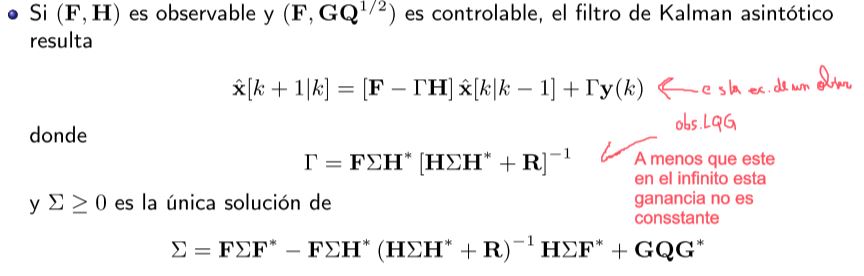 • Si (F, H) es observable y (F, GQ^{1/2}) es controlable, el filtro de Kalman asintótico
resulta
x̂[k + 1|k] = [F − ΓH] x̂[k|k − 1] + Γy(k) ← es la ec. de un obser
obs. LQG
donde
Γ = FΣH* [HΣH* + R]^{−1}
A menos que este
en el infinito esta
ganancia no es
consstante
y Σ ≥ 0 es la única solución de
Σ = FΣF* − FΣH* (HΣH* + R)^{−1} HΣF* + GQG*